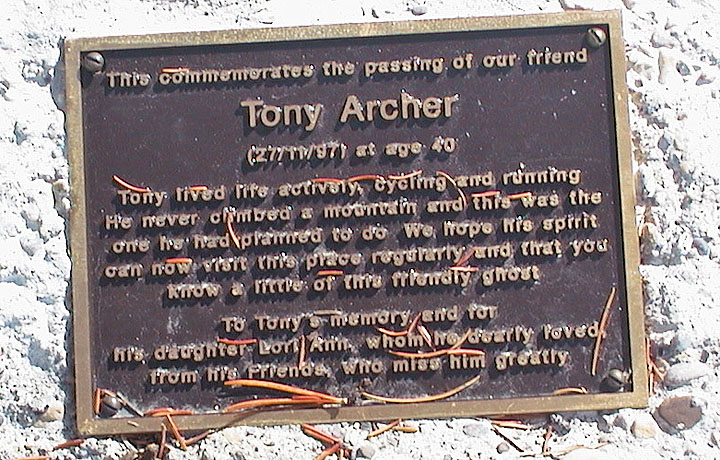 This commemorates the passing of our friend
Tony Archer
(27/11/97) at age 40
Tony lived life actively, cycling and running
He never climbed a mountain and this was the
one he had planned to do We hope his spirit
can now visit this place regularly and that you
know a little of this friendly ghost
To Tony's memory and for
his daughter Lori Ann, whom he dearly loved
from his Friends, who miss him greatly